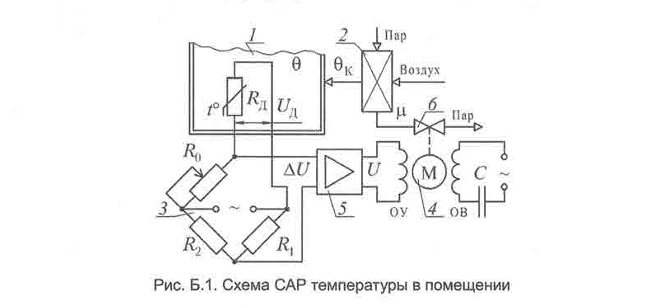 1
2
Пар
θ
θК
Воздух
t°
RД
UД
μ
6
Пар
R0
ΔU
U
C
~
3
~
М
R2
R1
5
ОУ
4
ОВ
Рис. Б.1. Схема САР температуры в помещении